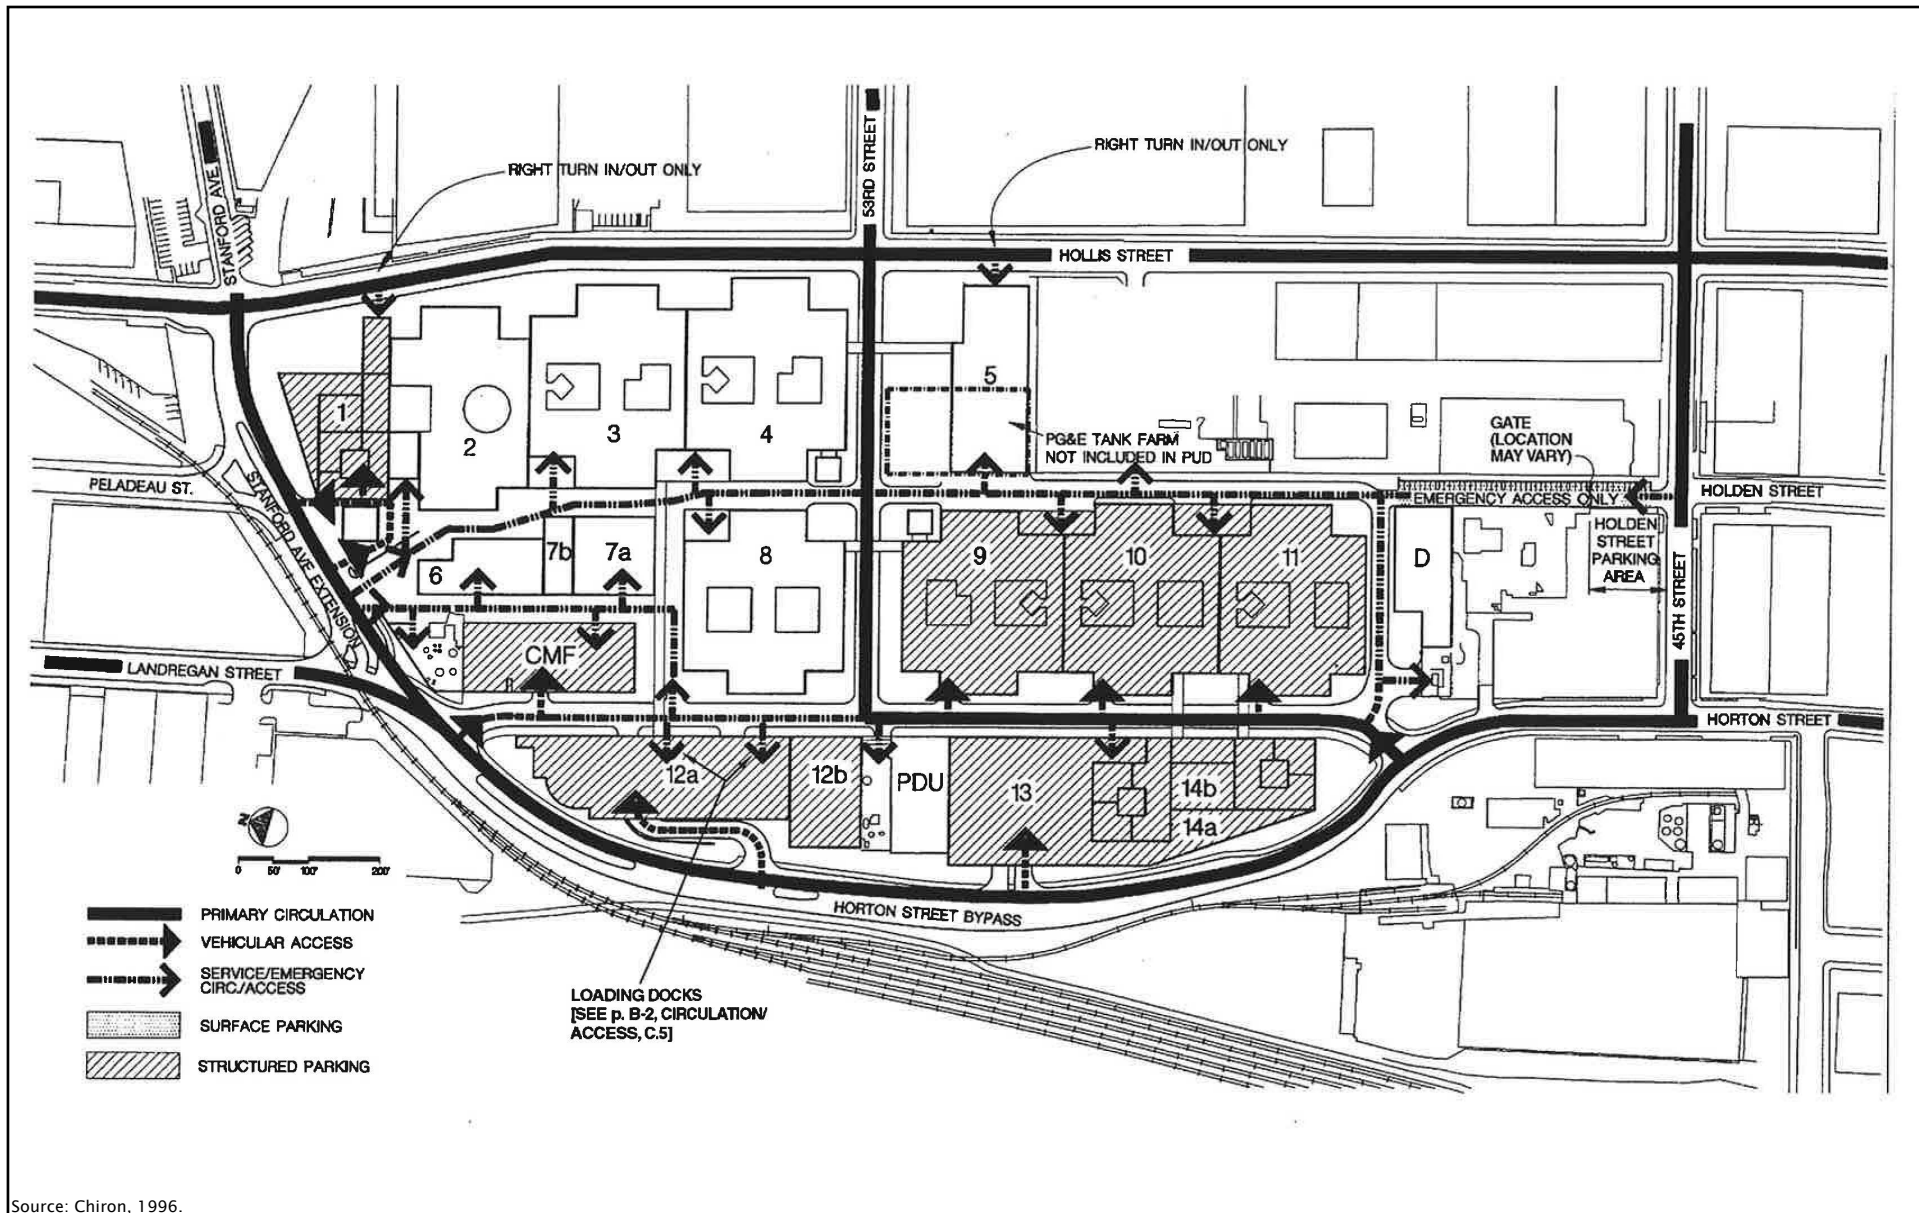 STANFORD AVE.
RIGHT TURN IN/OUT ONLY
53RD STREET
RIGHT TURN IN/OUT ONLY
HOLLIS STREET
1
2
3
4
5
PG&E TANK FARM
NOT INCLUDED IN PUD
GATE
(LOCATION
MAY VARY)
PELADEAU ST.
EMERGENCY ACCESS ONLY
HOLDEN STREET
HOLDEN
STREET
PARKING
AREA
45TH STREET
STANFORD AVE EXTENSION
6
7b
7a
8
9
10
11
D
CMF
LANDREGAN STREET
HORTON STREET
12a
12b
PDU
13
14b
14a
N
0 50' 100' 200'
HORTON STREET BYPASS
PRIMARY CIRCULATION
VEHICULAR ACCESS
SERVICE/EMERGENCY
CIRC./ACCESS
SURFACE PARKING
STRUCTURED PARKING
LOADING DOCKS
[SEE p. B-2, CIRCULATION/
ACCESS, C.5]
Source: Chiron, 1996.